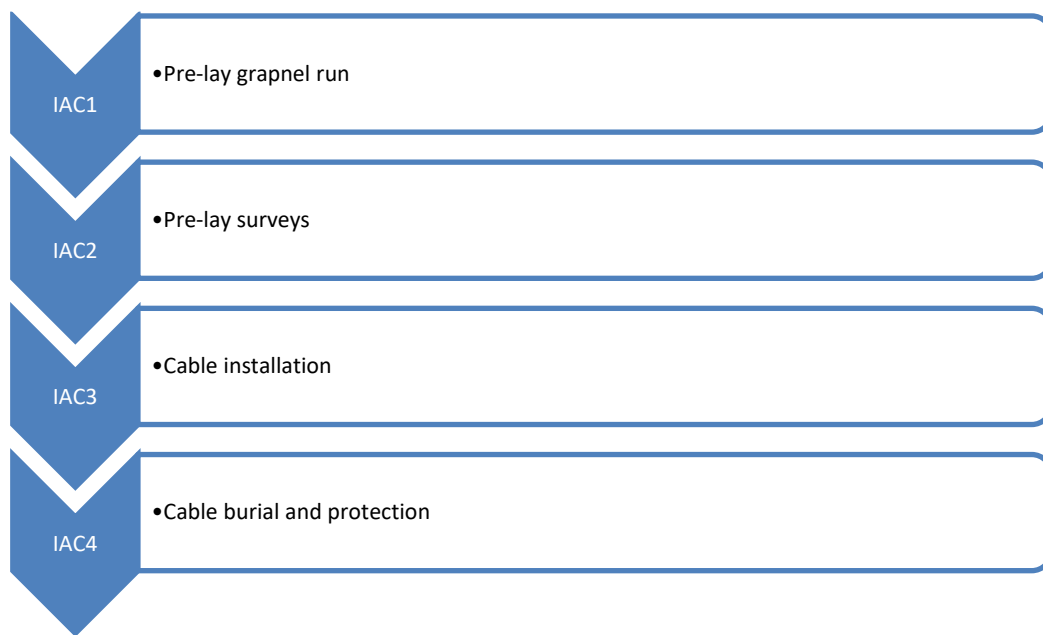 IAC1
•Pre-lay grapnel run
IAC2
•Pre-lay surveys
IAC3
•Cable installation
IAC4
•Cable burial and protection